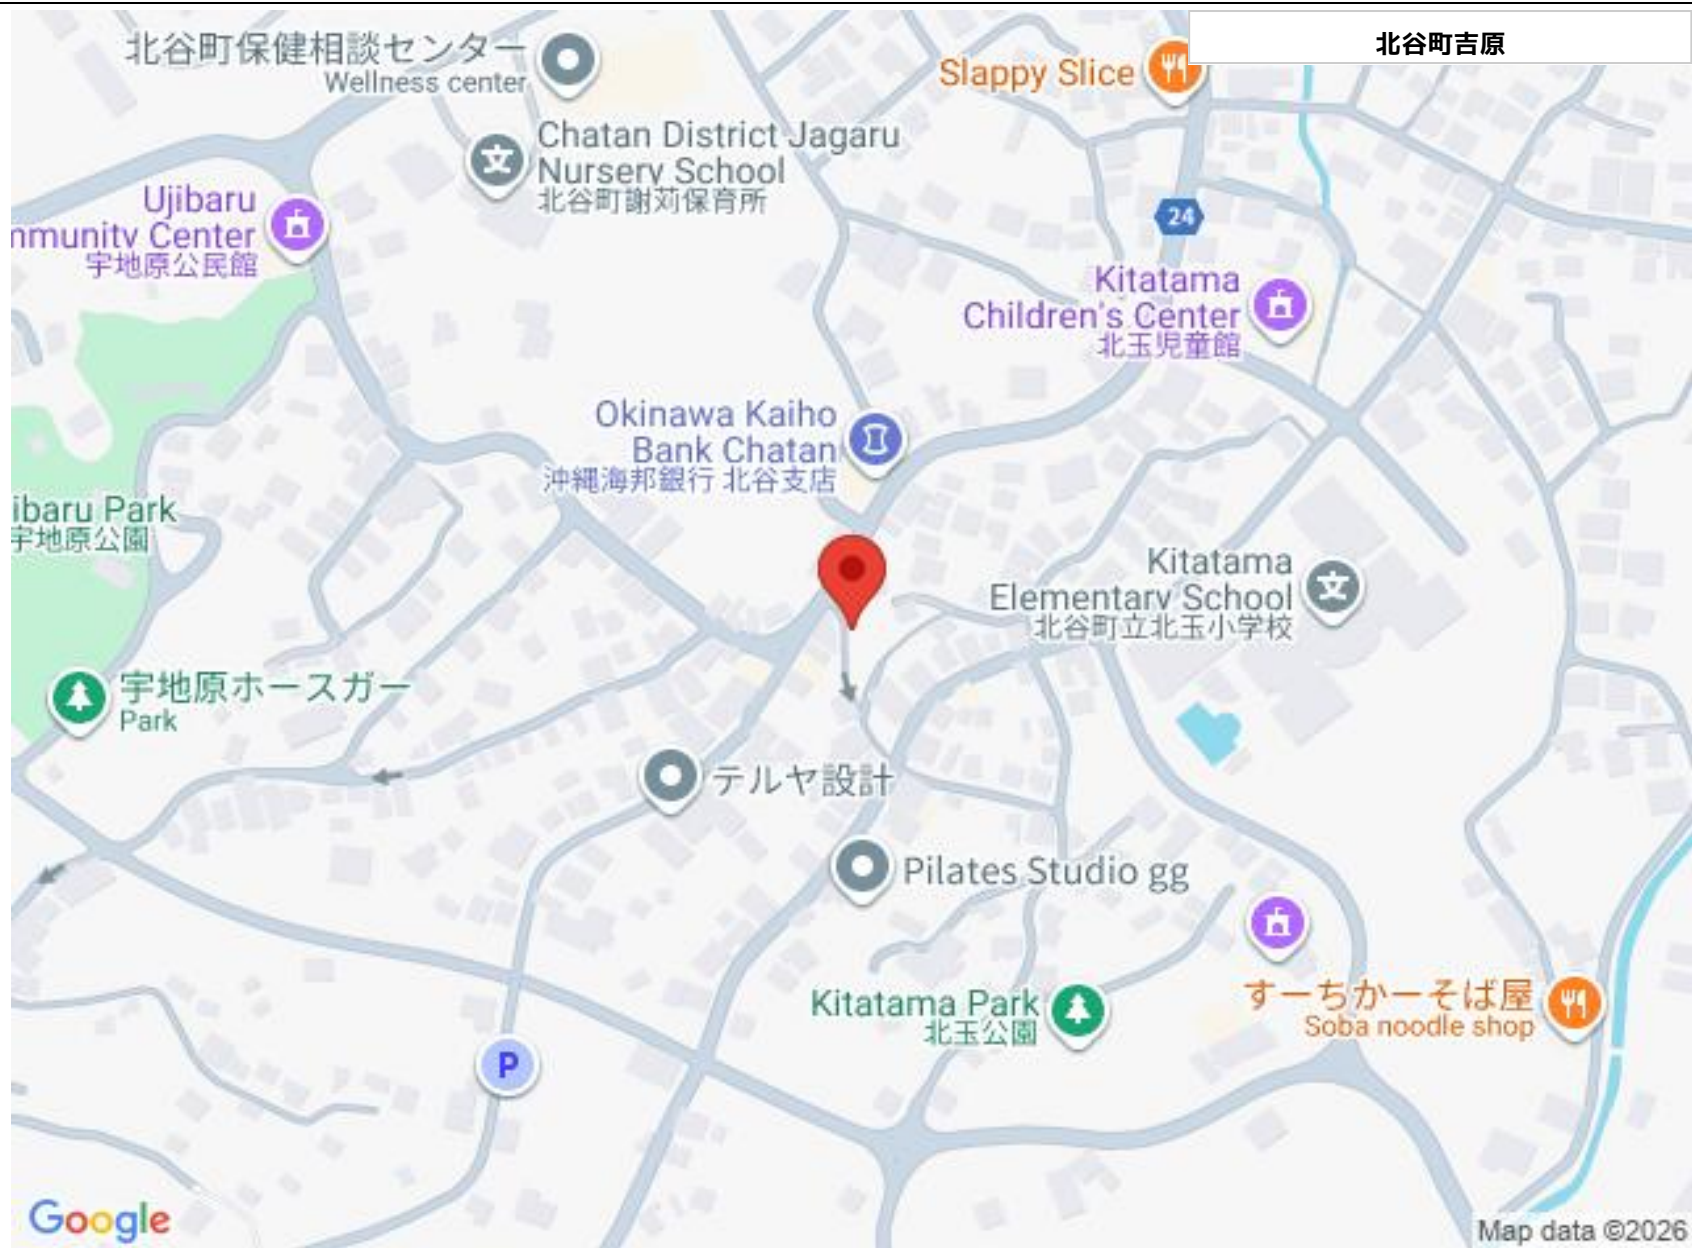 北谷町吉原
北谷町保健相談センター
Wellness center
Slappy Slice
Chatan District Jagaru
Nursery School
北谷町謝苅保育所
Ujibaru
mmunity Center
宇地原公民館
24
Kitatama
Children's Center
北玉児童館
Okinawa Kaiho
Bank Chatan
沖縄海邦銀行 北谷支店
ibaru Park
宇地原公園
Kitatama
Elementary School
北谷町立北玉小学校
宇地原ホースガー
Park
テルヤ設計
Pilates Studio gg
Kitatama Park
北玉公園
すーちかーそば屋
Soba noodle shop
P
Google
Map data ©2026